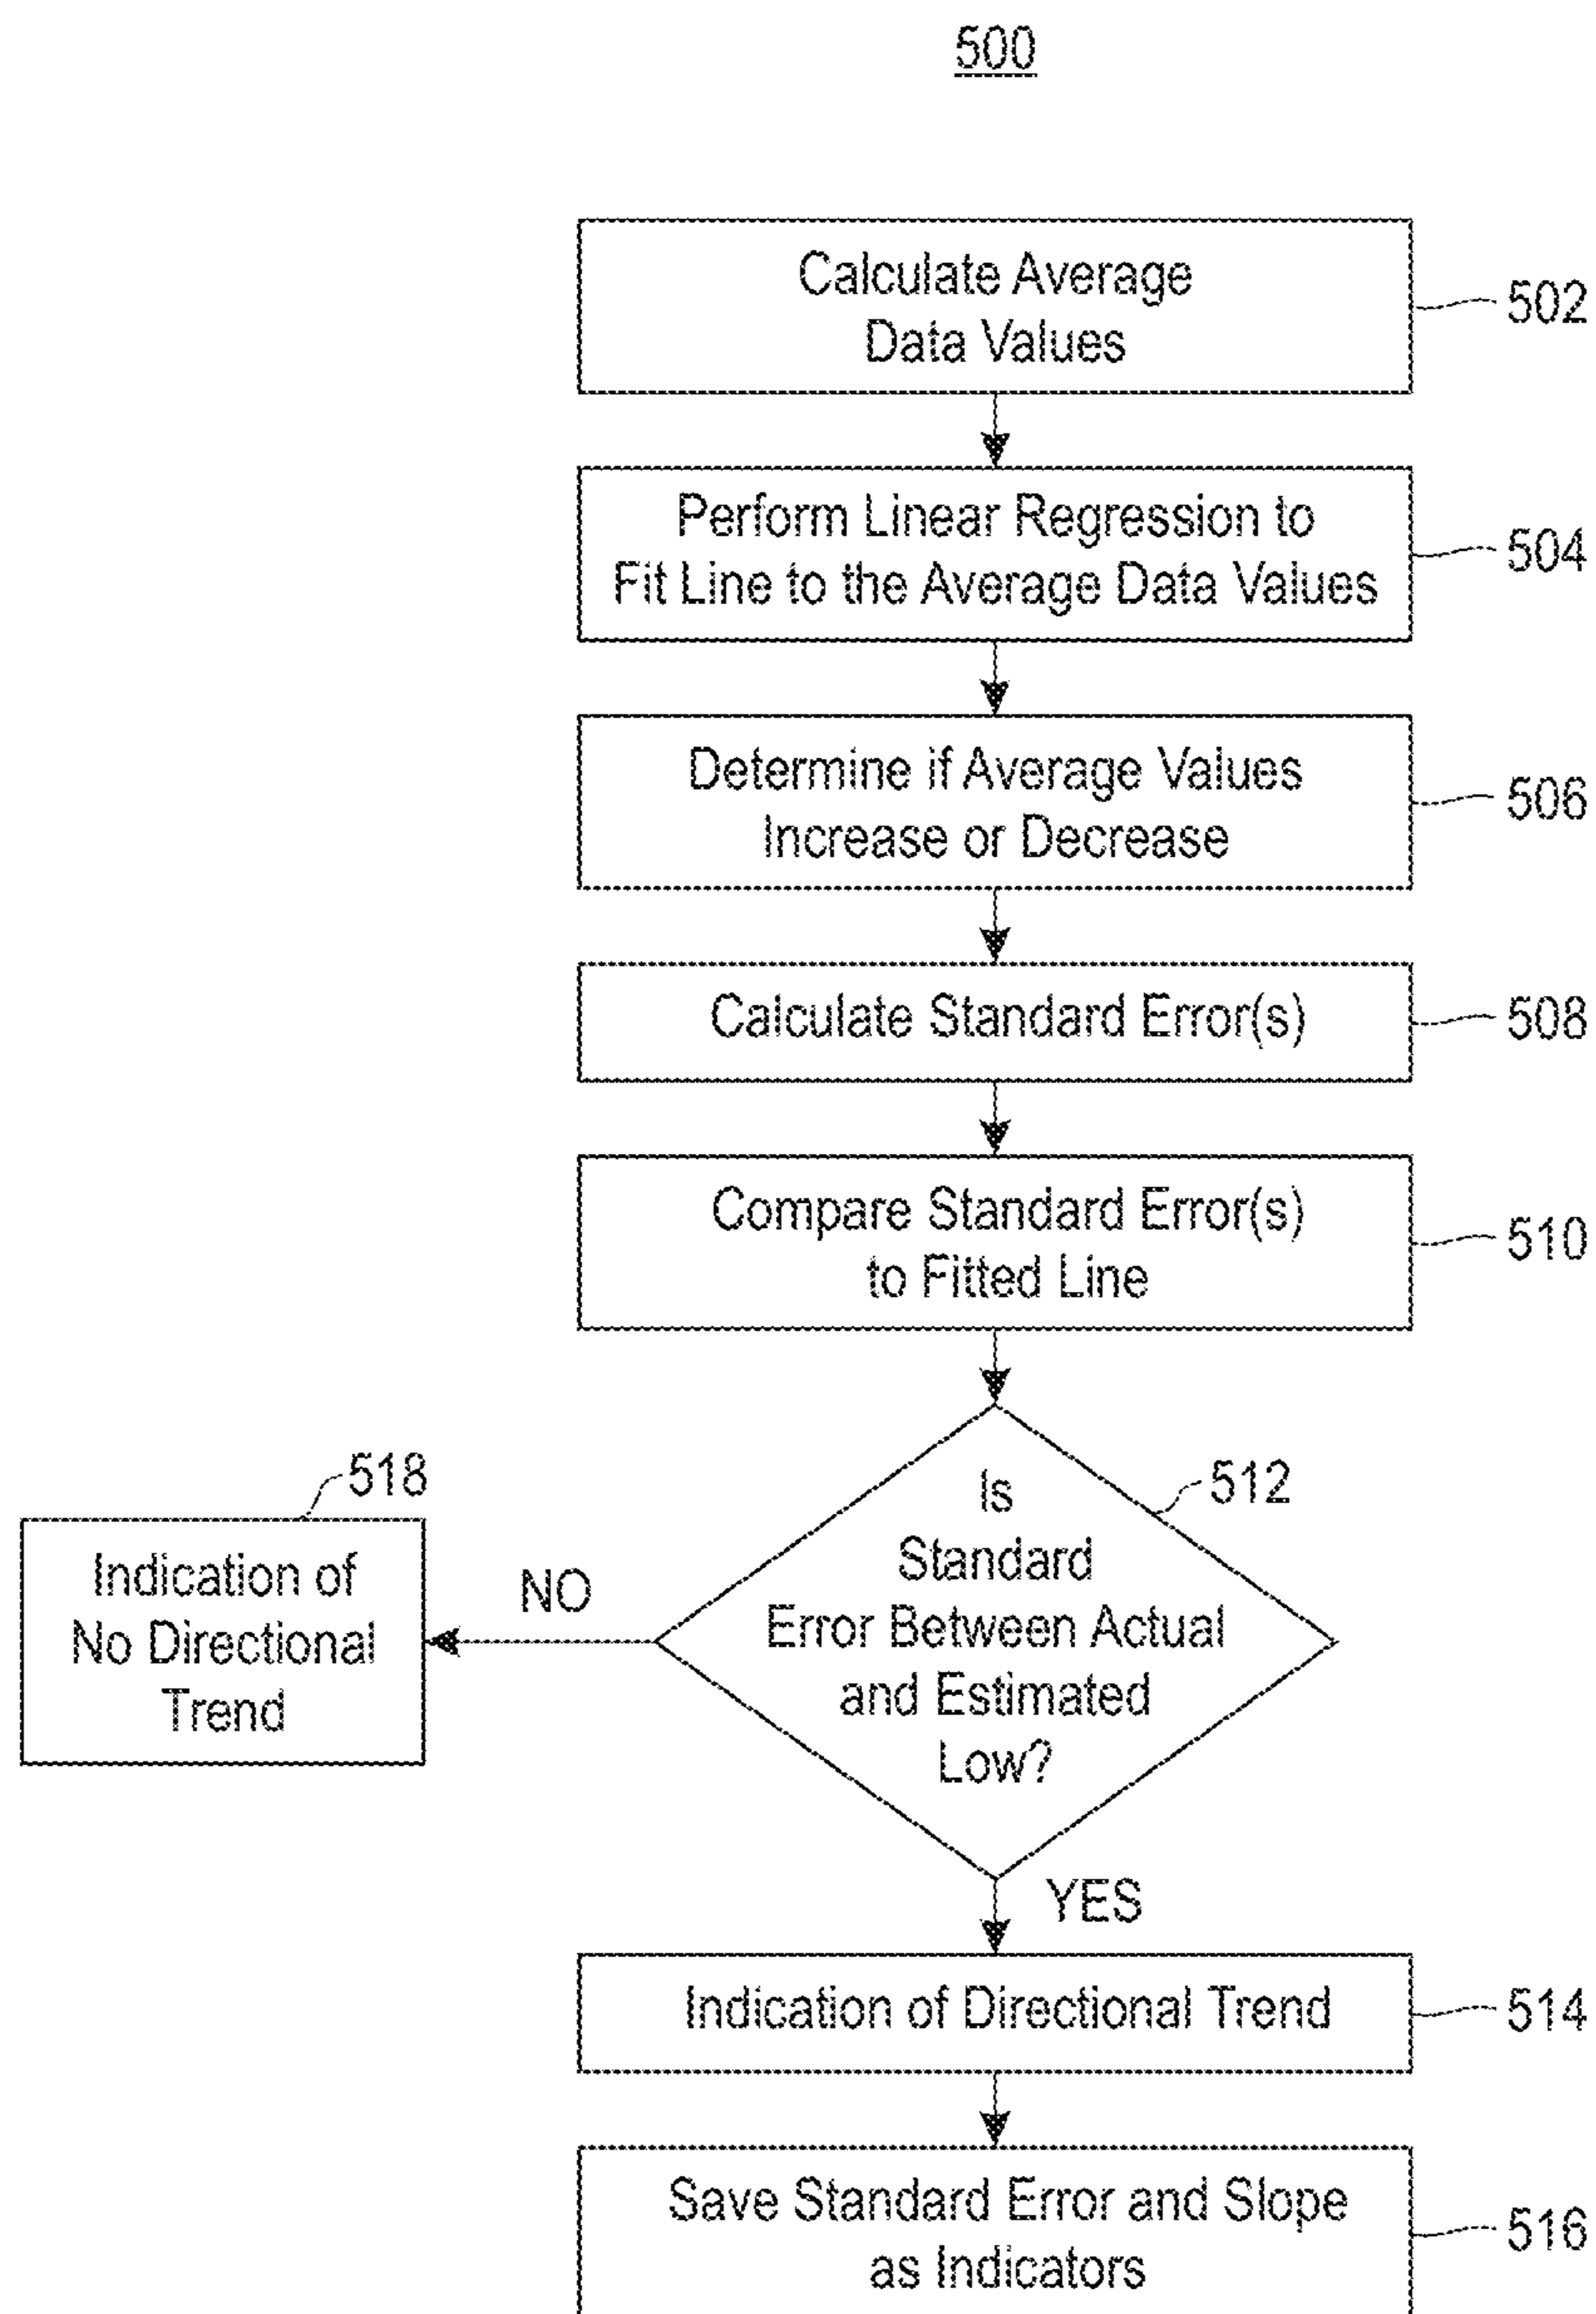 500
Calculate Average
Data Values
502
Perform Linear Regression to
Fit Line to the Average Data Values
504
Determine if Average Values
Increase or Decrease
506
Calculate Standard Error(s)
508
Compare Standard Error(s)
to Fitted Line
510
Is
Standard
Error Between Actual
and Estimated
Low?
512
NO
518
Indication of
No Directional
Trend
YES
Indication of Directional Trend
514
Save Standard Error and Slope
as Indicators
516